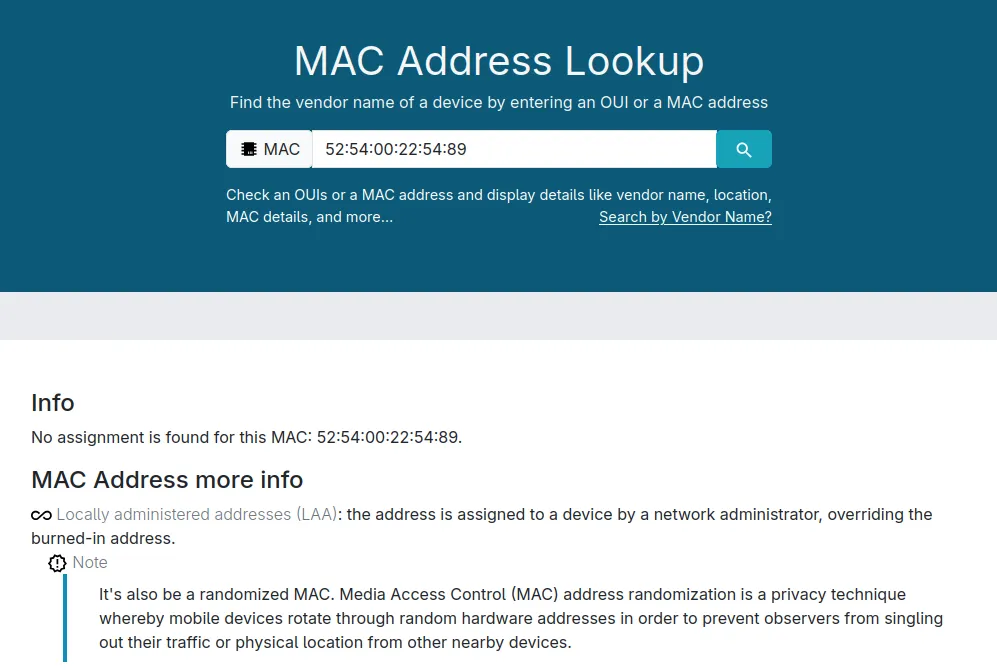 MAC Address Lookup
Find the vendor name of a device by entering an OUI or a MAC address
MAC 52:54:00:22:54:89
Check an OUIs or a MAC address and display details like vendor name, location,
MAC details, and more... Search by Vendor Name?
Info
No assignment is found for this MAC: 52:54:00:22:54:89.
MAC Address more info
Locally administered addresses (LAA): the address is assigned to a device by a network administrator, overriding the
burned-in address.
Note
It's also be a randomized MAC. Media Access Control (MAC) address randomization is a privacy technique
whereby mobile devices rotate through random hardware addresses in order to prevent observers from singling
out their traffic or physical location from other nearby devices.